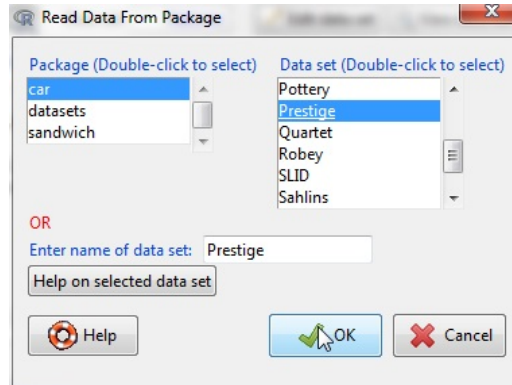 Read Data From Package
Package (Double-click to select)
car
datasets
sandwich
Data set (Double-click to select)
Pottery
Prestige
Quartet
Robey
SLID
Sahlins
OR
Enter name of data set: Prestige
Help on selected data set
Help
OK
Cancel